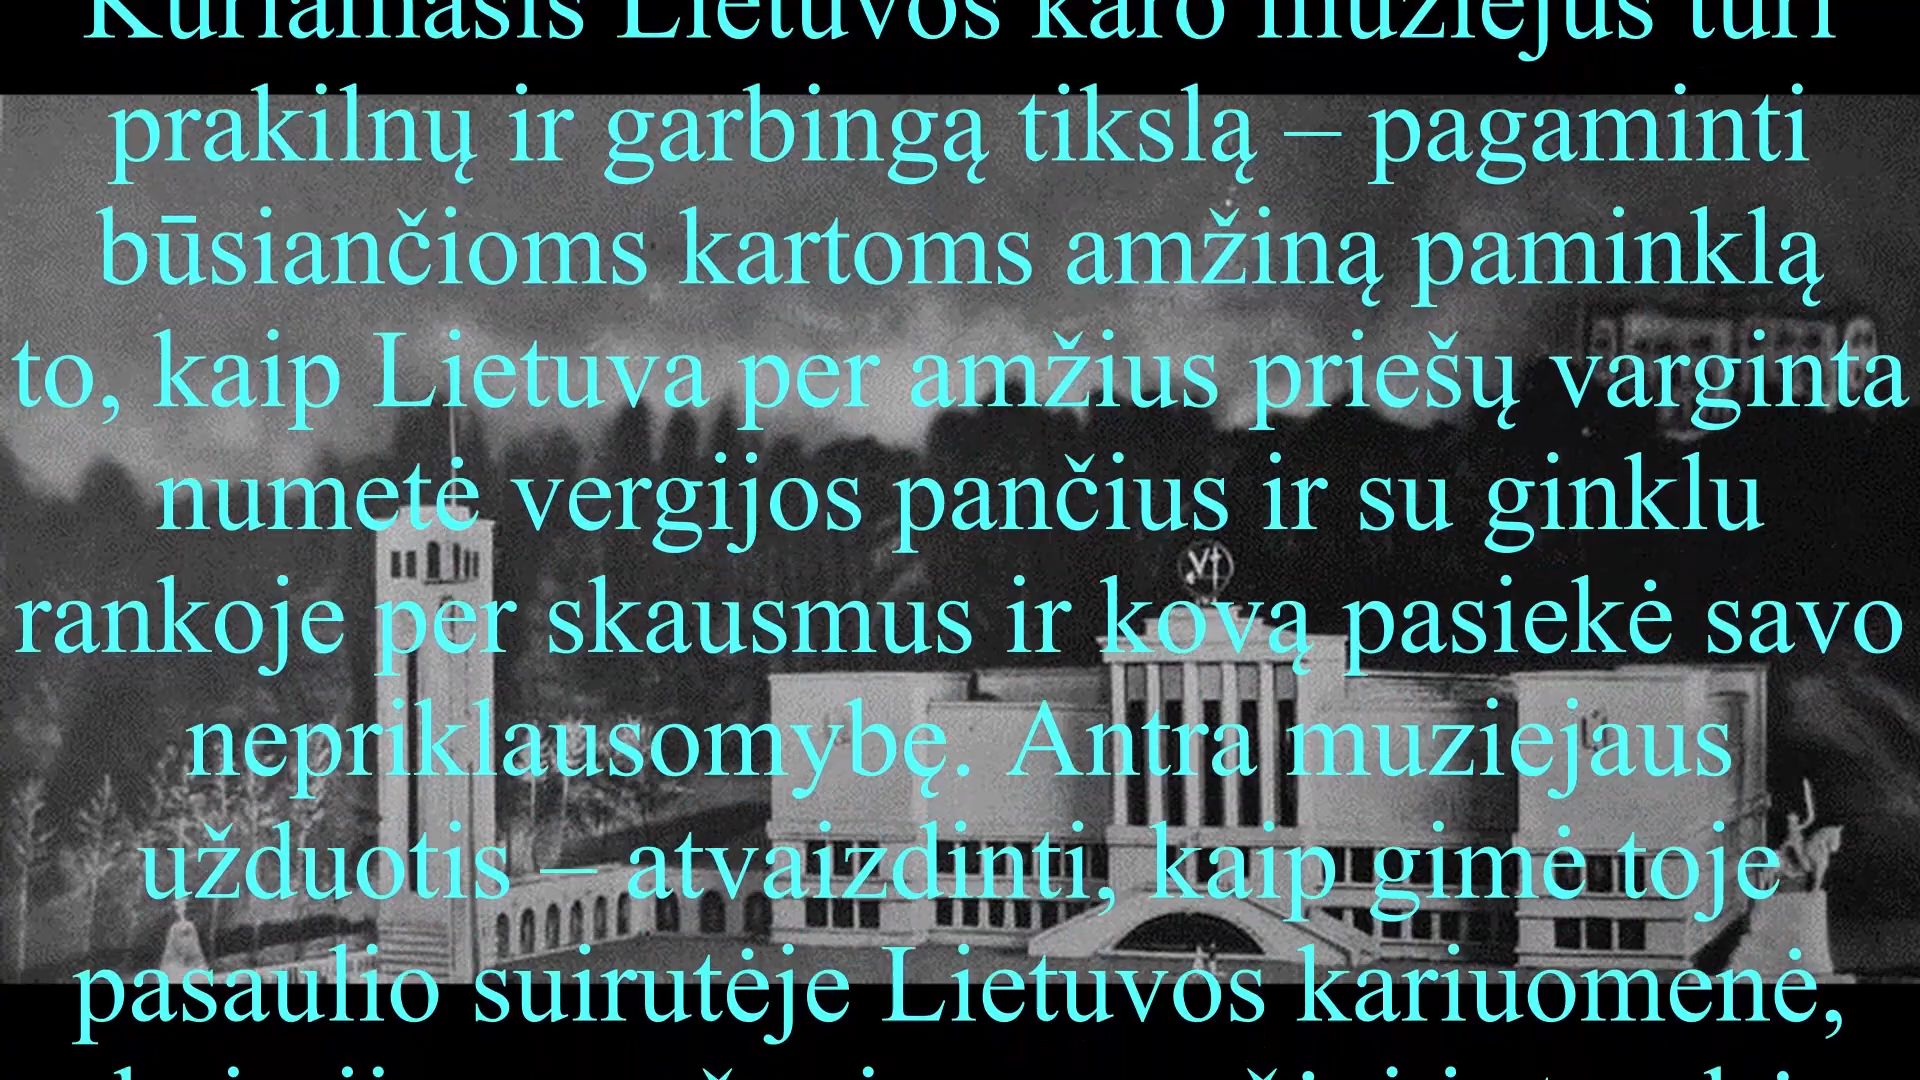 Kuriamasis Lietuvos karo muziejus turi
prakilnų ir garbingą tikslą – pagaminti
būsiančioms kartoms amžiną paminklą
to, kaip Lietuva per amžius priešų varginta
numetė vergijos pančius ir su ginklu
rankoje per skausmus ir kovą pasiekė savo
nepriklausomybę. Antra muziejaus
užduotis – atvaizdinti, kaip gimė toje
pasaulio suirutėje Lietuvos kariuomenė,